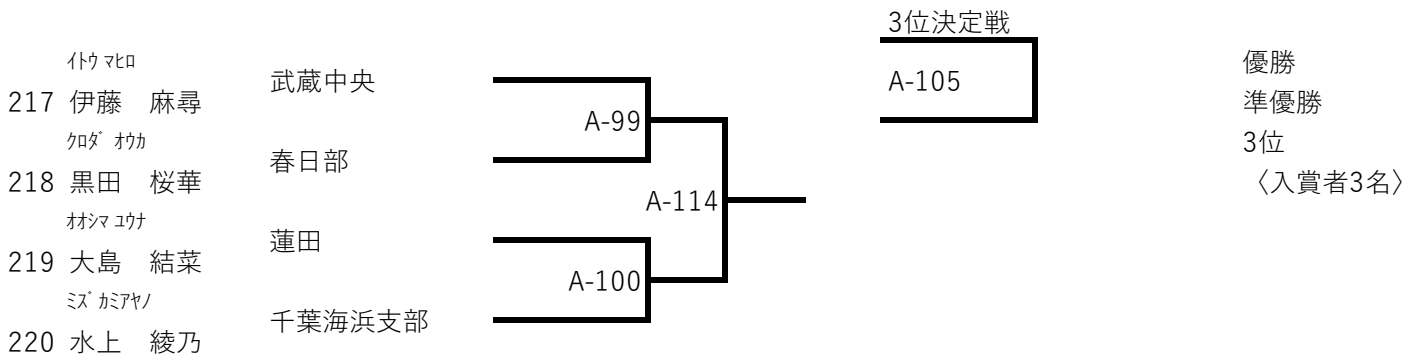 3位決定戦
ｲﾄｳ ﾏﾋﾛ
217 伊藤　麻尋
武蔵中央
A-99
A-105
優勝
準優勝
ｸﾛﾀﾞ ｵｳｶ
218 黒田　桜華
春日部
3位
〈入賞者3名〉
A-114
ｵｵｼﾏ ﾕｳﾅ
219 大島　結菜
蓮田
A-100
ﾐｽﾞｶﾐｱﾔﾉ
220 水上　綾乃
千葉海浜支部